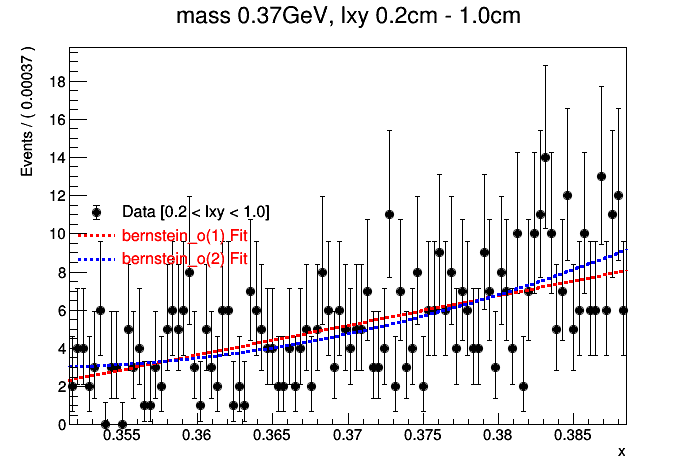 mass 0.37GeV, lxy 0.2cm - 1.0cm
Events / ( 0.00037 )
18
16
14
12
10
8
6
4
2
0
Data [0.2 < lxy < 1.0]
bernstein_o(1) Fit
bernstein_o(2) Fit
0.355 0.36 0.365 0.37 0.375 0.38 0.385
x